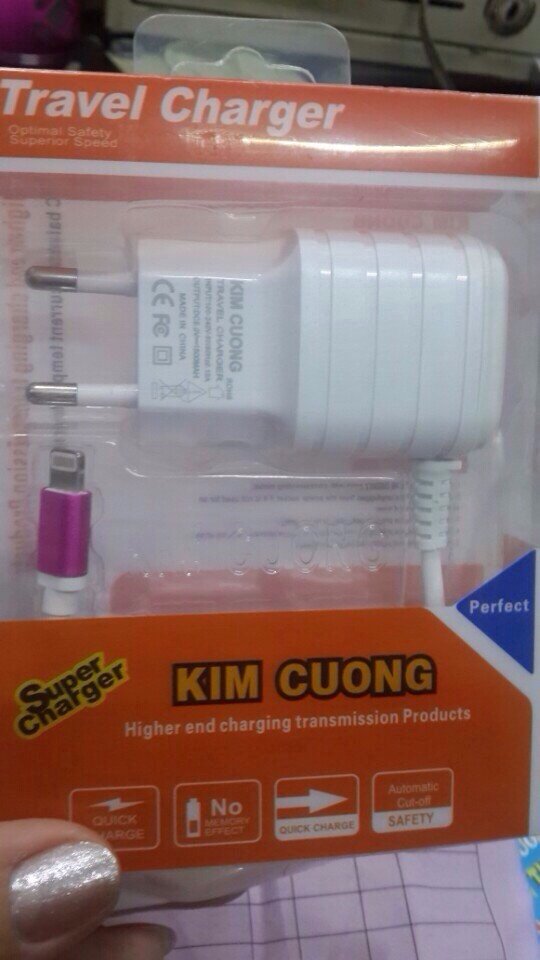 Travel Charger
Optimal Safety
Superior Speed
KIM CUONG
TRAVEL CHARGER
ROHS
MADE IN CHINA
CE FC
Perfect
Super
Charger
KIM CUONG
Higher end charging transmission Products
QUICK
No
MEMORY
EFFECT
QUICK CHARGE
Automatic
Cut-off
SAFETY